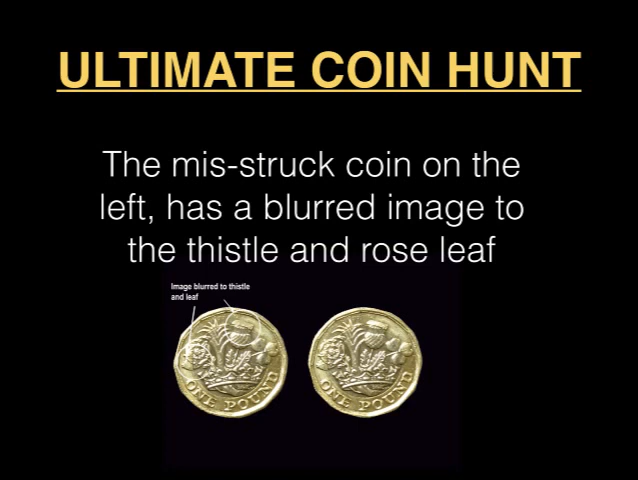 ULTIMATE COIN HUNT
The mis-struck coin on the
left, has a blurred image to
the thistle and rose leaf
Image blurred to thistle
and leaf
ONE POUND
ONE POUND